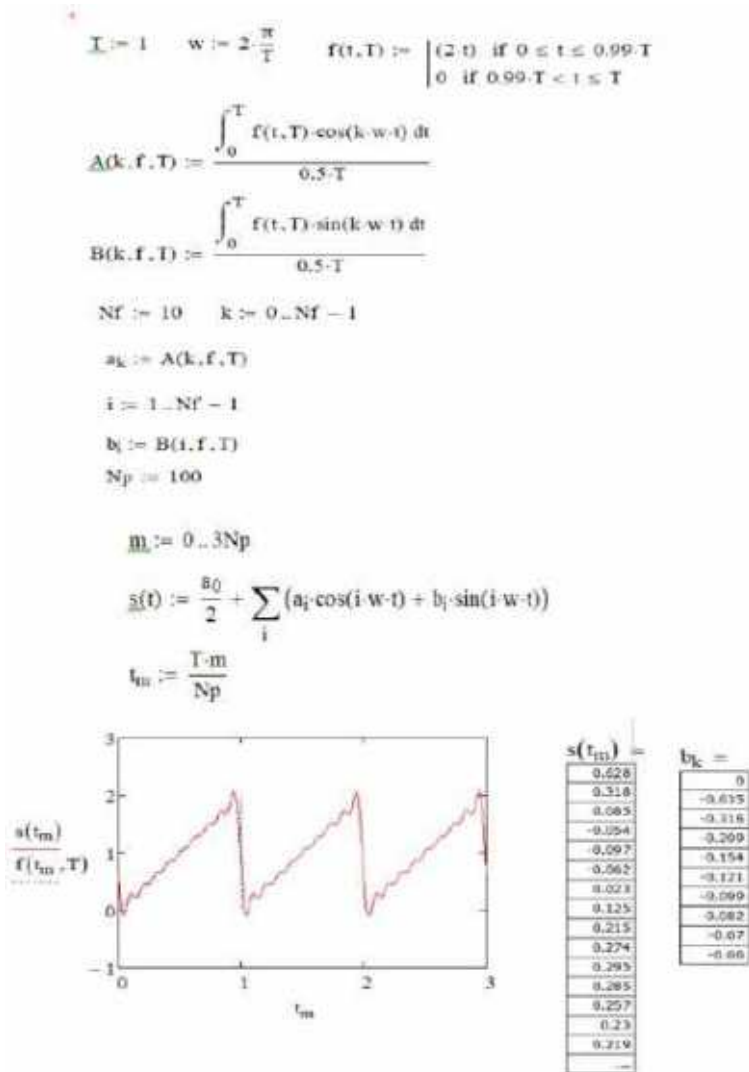 T := 1 w := 2·π/T f(t,T) := |(2·t) if 0 ≤ t ≤ 0.99·T
|0 if 0.99·T < t ≤ T
A(k,f,T) := ∫₀ᵀ f(t,T)·cos(k·w·t) dt / 0.5·T
B(k,f,T) := ∫₀ᵀ f(t,T)·sin(k·w·t) dt / 0.5·T
Nf := 10 k := 0..Nf − 1
aₖ := A(k,f,T)
i := 1..Nf − 1
bᵢ := B(i,f,T)
Np := 100
m := 0..3Np
s(t) := a₀/2 + ∑ᵢ (aᵢ·cos(i·w·t) + bᵢ·sin(i·w·t))
tₘ := T·m/Np
3
2
1
0
−1
s(tₘ)
f(tₘ,T)
0 1 2 3
tₘ
s(tₘ) =
0.628
0.318
0.085
-0.054
-0.097
-0.062
0.023
0.125
0.215
0.274
0.295
0.285
0.257
0.23
0.219
...
bₖ =
0
-0.635
-0.316
-0.209
-0.154
-0.121
-0.099
-0.082
-0.07
-0.06